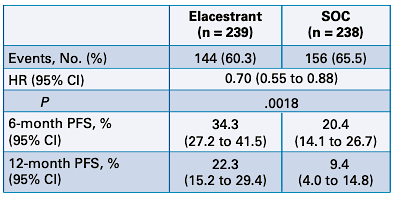 Elacestrant SOC
(n = 239) (n = 238)
Events, No. (%) 144 (60.3) 156 (65.5)
HR (95% CI) 0.70 (0.55 to 0.88)
P .0018
6-month PFS, % 34.3 20.4
(95% CI) (27.2 to 41.5) (14.1 to 26.7)
12-month PFS, % 22.3 9.4
(95% CI) (15.2 to 29.4) (4.0 to 14.8)